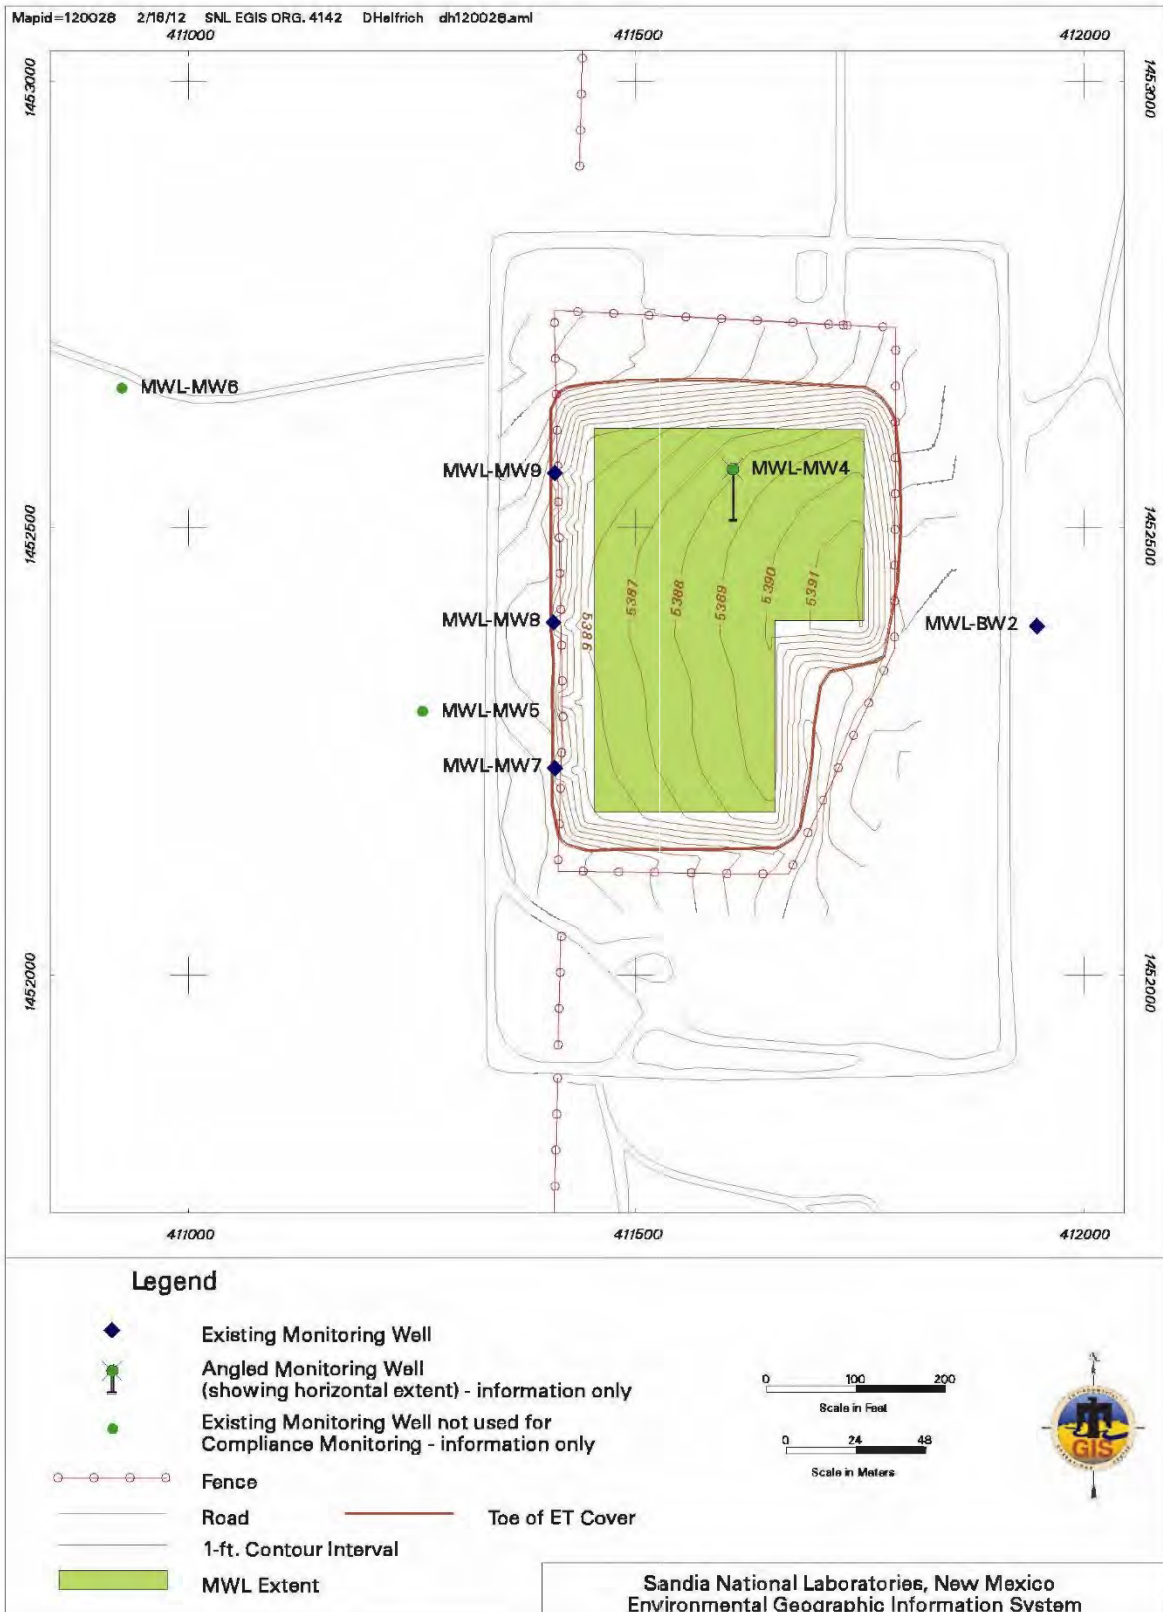 Mapid=120028 2/16/12 SNL EGIS ORG. 4142 DHelfrich dh120028.aml
411000 411500 412000
1453000 1453000
MWL-MW6
MWL-MW9 MWL-MW4
1452500 1452500
5386 5387 5388 5389 5390 5391
MWL-MW8 MWL-BW2
MWL-MW5
MWL-MW7
1452000 1452000
411000 411500 412000
Legend
Existing Monitoring Well
Angled Monitoring Well
(showing horizontal extent) - information only
Existing Monitoring Well not used for
Compliance Monitoring - information only
Fence
Road Toe of ET Cover
1-ft. Contour Interval
MWL Extent
0 100 200
Scale in Feet
0 24 48
Scale in Meters
GIS
Sandia National Laboratories, New Mexico
Environmental Geographic Information System